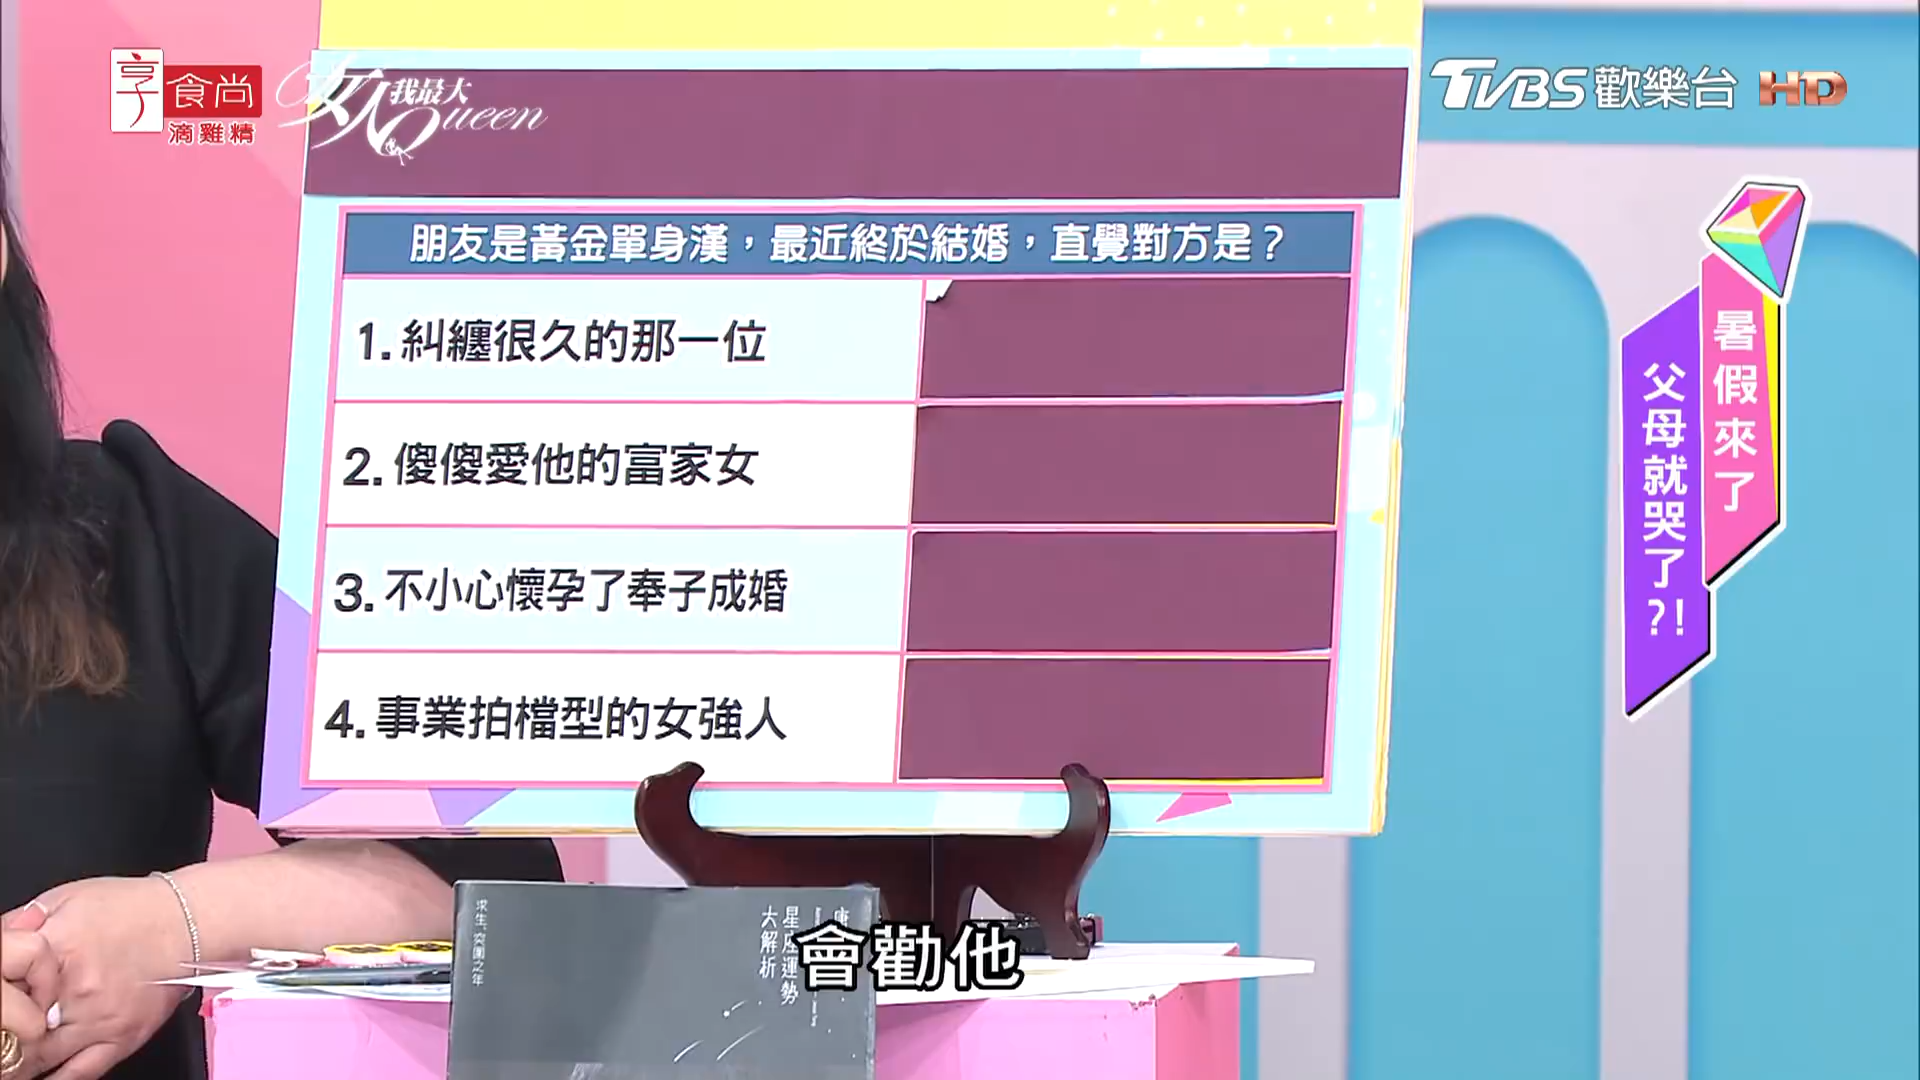 享
食尚
滴雞精
女人我最大
Queen
TVBS歡樂台 HD
朋友是黃金單身漢，最近終於結婚，直覺對方是？
1.糾纏很久的那一位
2.傻傻愛他的富家女
3.不小心懷孕了奉子成婚
4.事業拍檔型的女強人
暑假來了
父母就哭了?!
求生、突圍之年
唐
星座運勢
大解析
會勸他